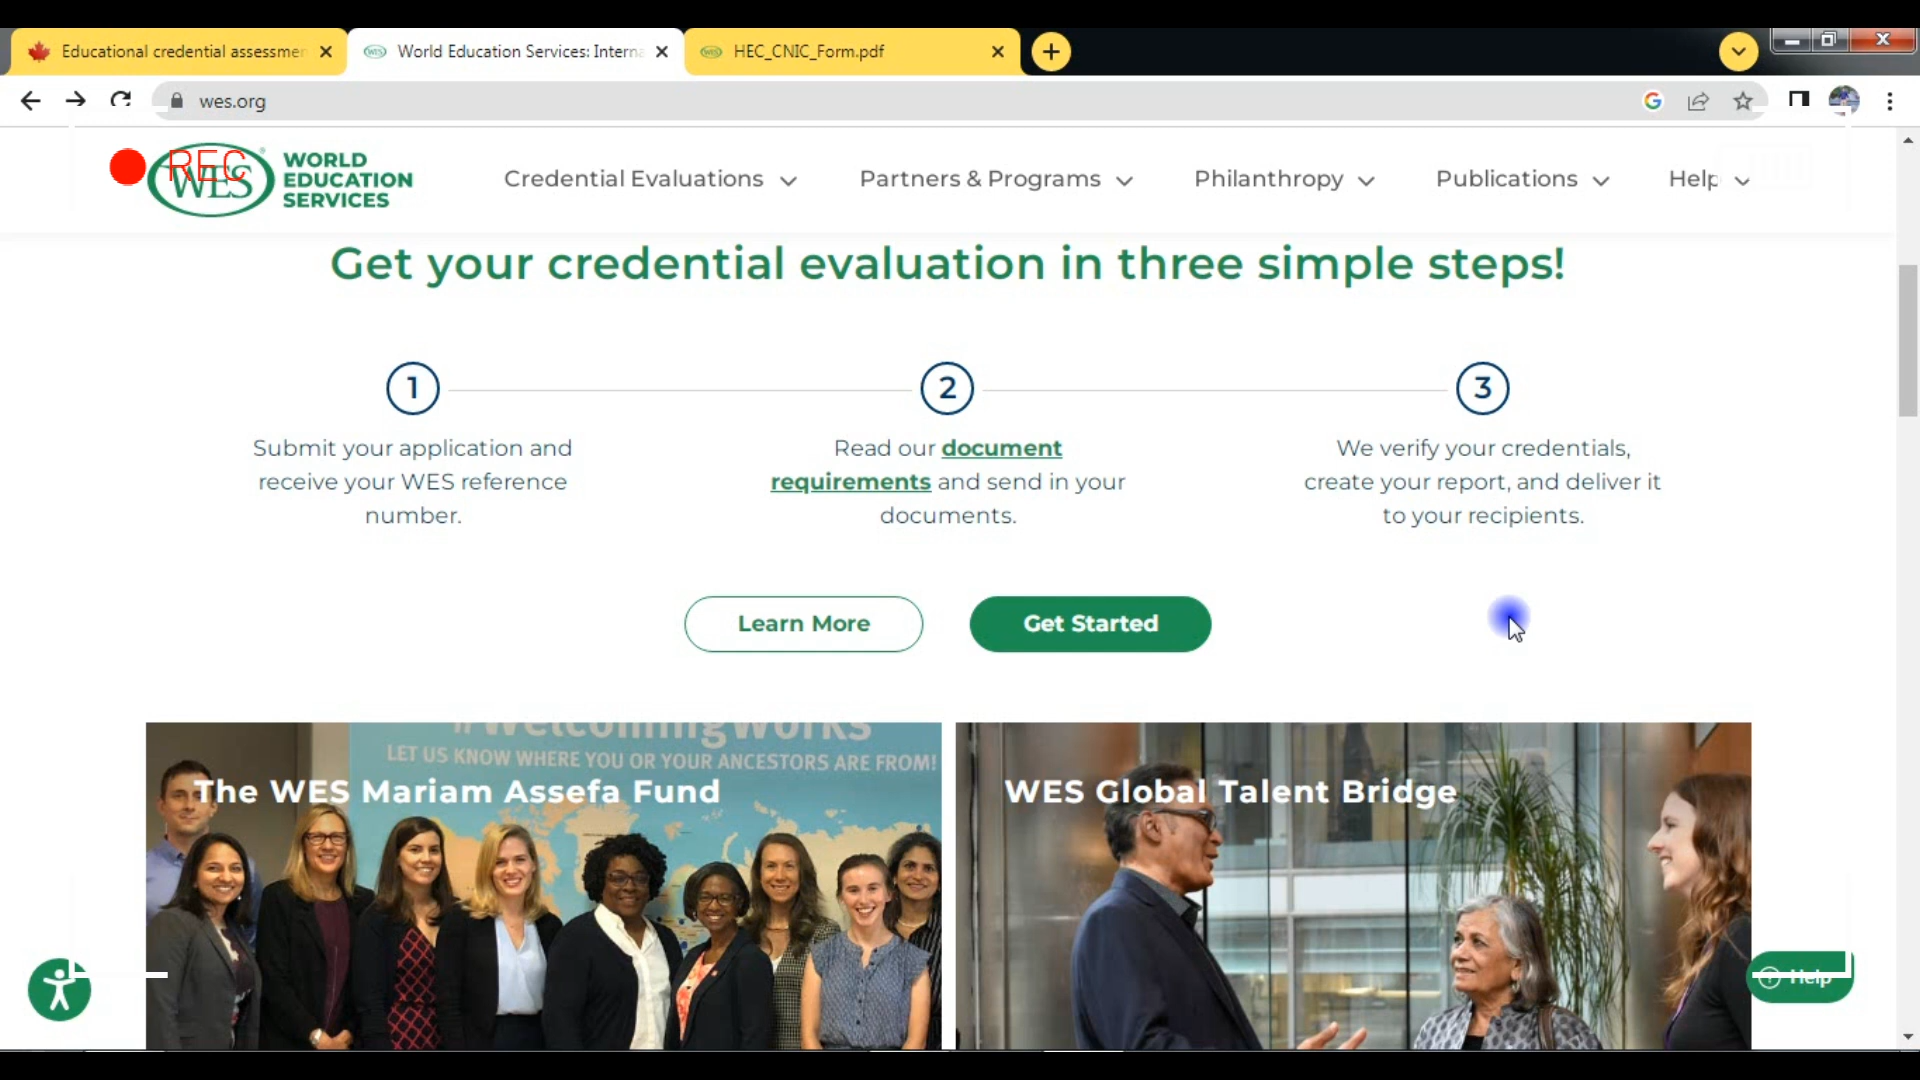 Educational credential assessmen
World Education Services: Interna
HEC_CNIC_Form.pdf
wes.org
REC
WES
WORLD
EDUCATION
SERVICES
Credential Evaluations
Partners & Programs
Philanthropy
Publications
Help
Get your credential evaluation in three simple steps!
1
2
3
Submit your application and
receive your WES reference
number.
Read our document
requirements and send in your
documents.
We verify your credentials,
create your report, and deliver it
to your recipients.
Learn More
Get Started
#WelcomingWorks
LET US KNOW WHERE YOU OR YOUR ANCESTORS ARE FROM!
The WES Mariam Assefa Fund
WES Global Talent Bridge
Help